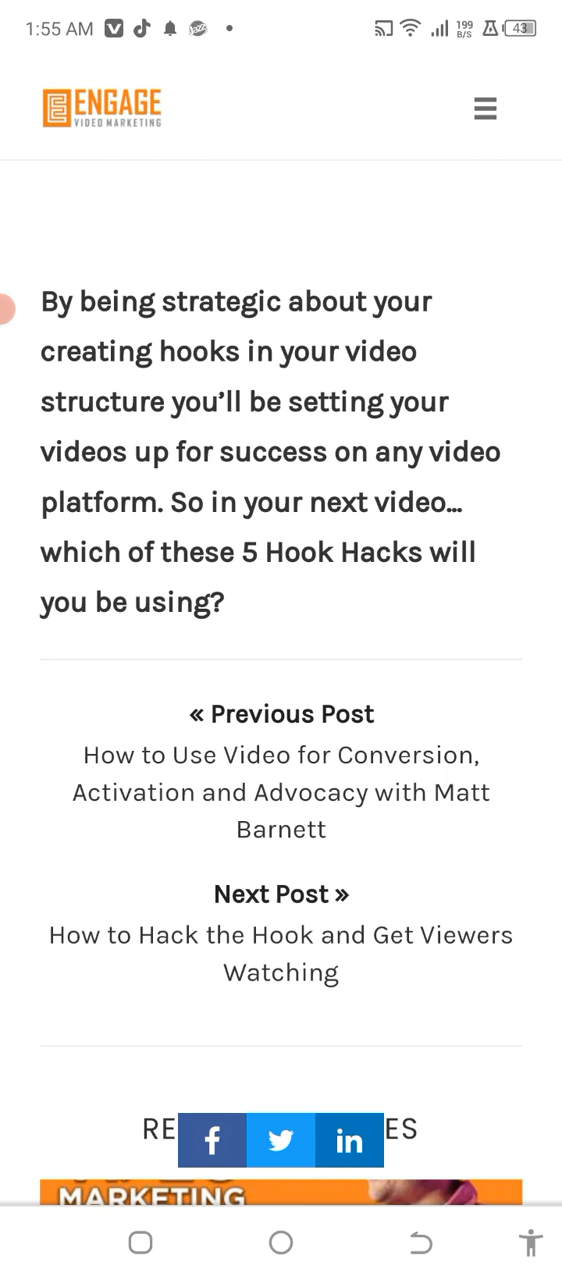 1:55 AM
199
B/S
43
ENGAGE
VIDEO MARKETING
By being strategic about your
creating hooks in your video
structure you’ll be setting your
videos up for success on any video
platform. So in your next video…
which of these 5 Hook Hacks will
you be using?
« Previous Post
How to Use Video for Conversion,
Activation and Advocacy with Matt
Barnett
Next Post »
How to Hack the Hook and Get Viewers
Watching
RE ES
f in
MARKETING